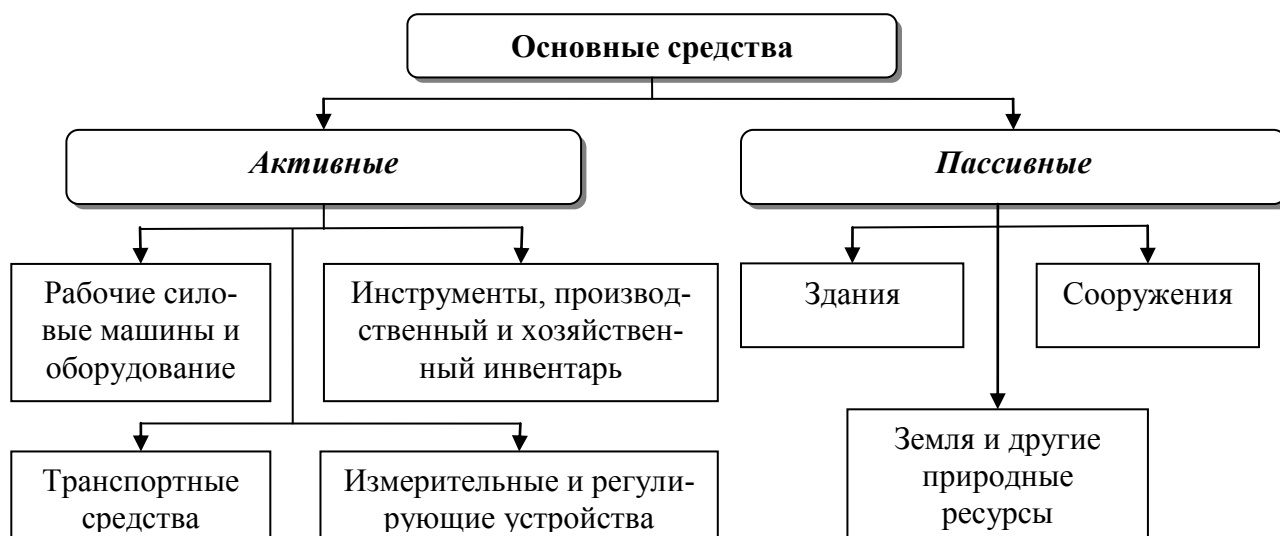 Основные средства
Активные
Пассивные
Рабочие сило-
вые машины и
оборудование
Инструменты, производ-
ственный и хозяйствен-
ный инвентарь
Здания
Сооружения
Транспортные
средства
Измерительные и регули-
рующие устройства
Земля и другие
природные
ресурсы